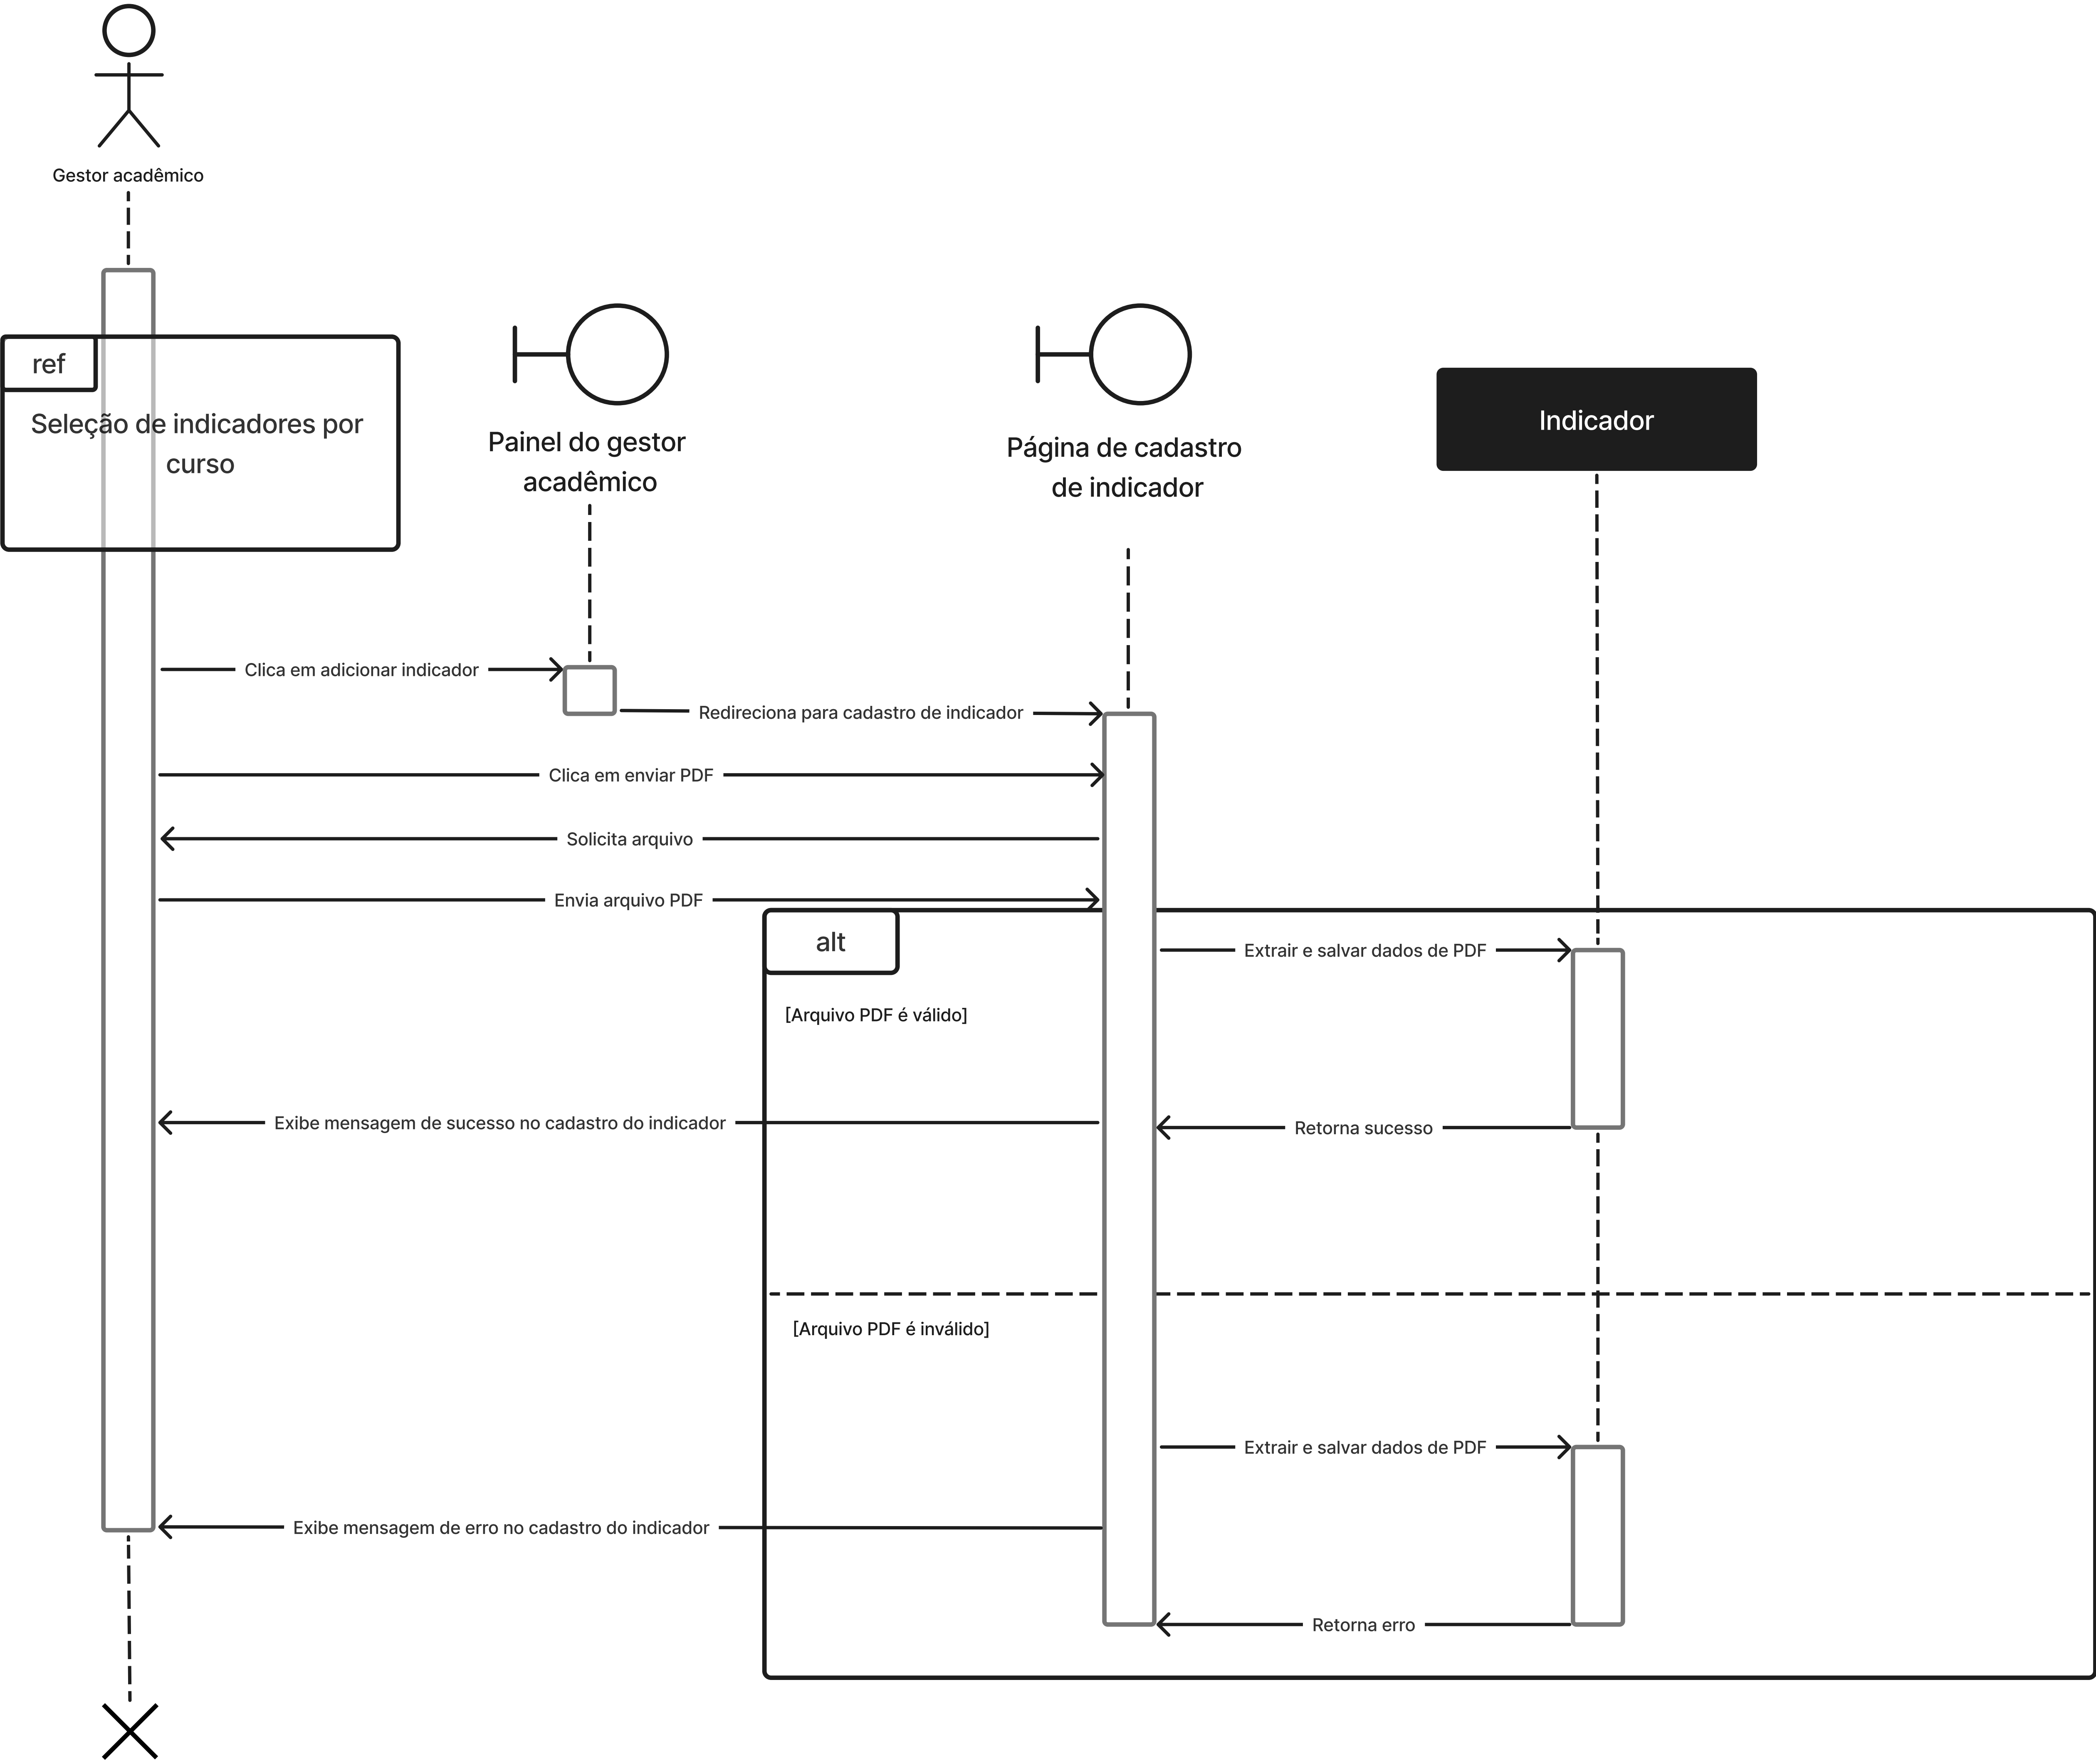 Gestor acadêmico
ref
Seleção de indicadores por
curso
Painel do gestor
acadêmico
Página de cadastro
de indicador
Indicador
Clica em adicionar indicador
Redireciona para cadastro de indicador
Clica em enviar PDF
Solicita arquivo
Envia arquivo PDF
alt
Extrair e salvar dados de PDF
[Arquivo PDF é válido]
Exibe mensagem de sucesso no cadastro do indicador
Retorna sucesso
[Arquivo PDF é inválido]
Extrair e salvar dados de PDF
Exibe mensagem de erro no cadastro do indicador
Retorna erro